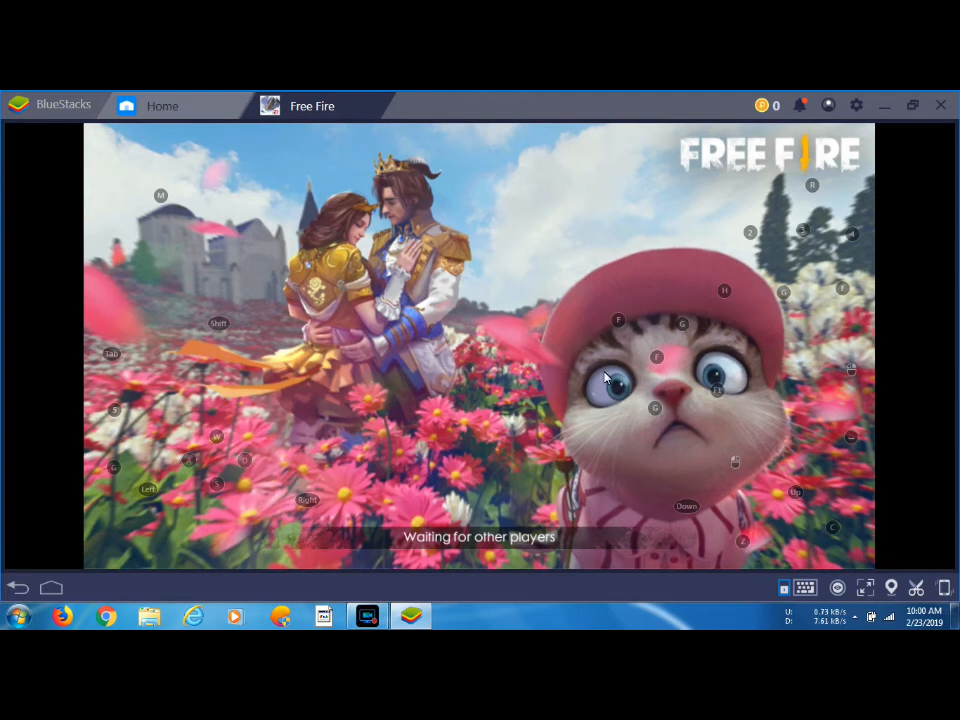 BlueStacks
Home
Free Fire
0
FREE FIRE
M
R
2
3
4
H
G
F
Shift
F
G
Tab
F
F1
5
G
W
A
D
G
Left
S
Right
Up
Down
C
Z
Waiting for other players
U: 0.73 kB/s
D: 7.61 kB/s
10:00 AM
2/23/2019